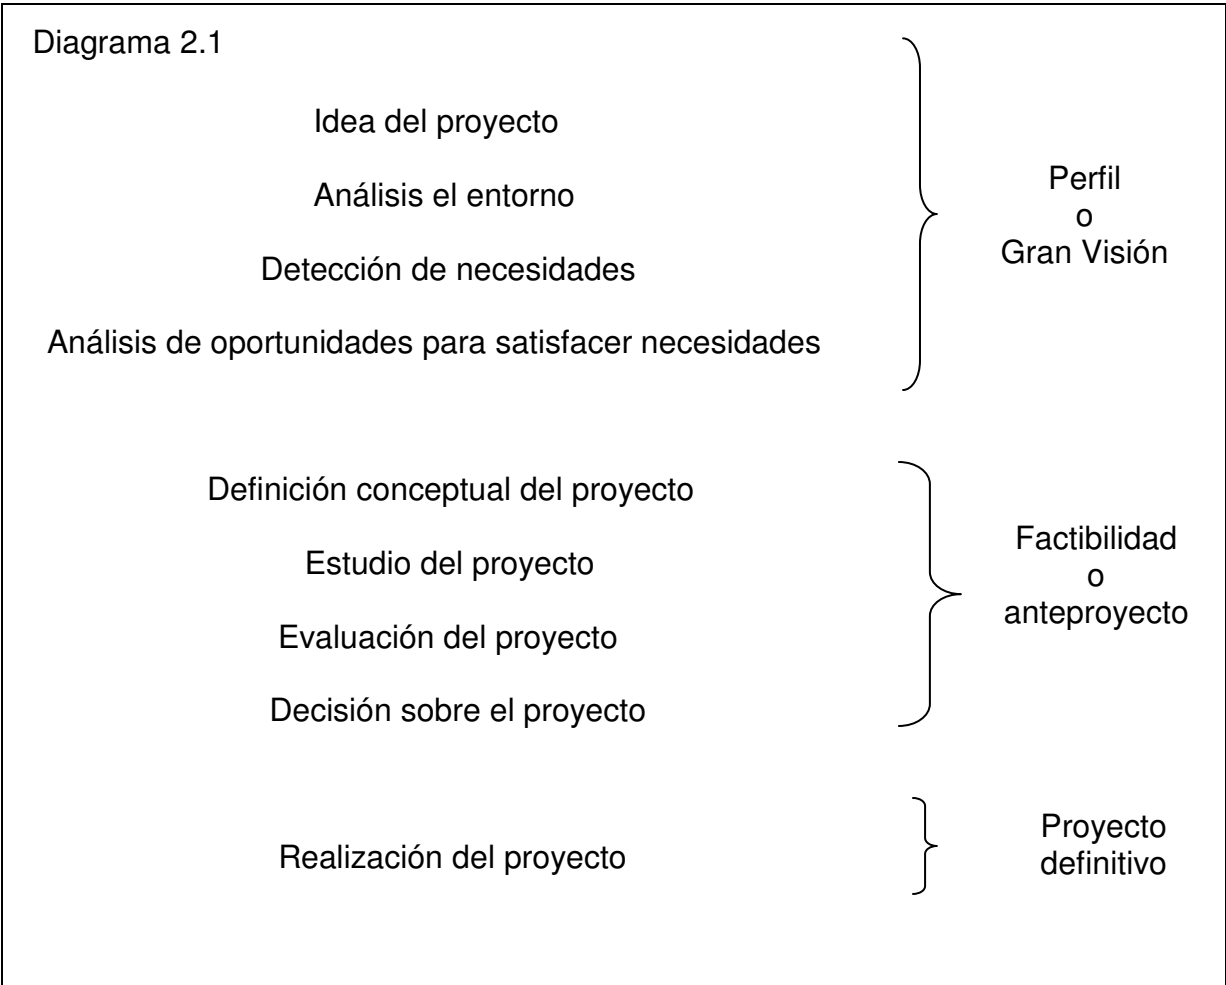 Diagrama 2.1
Idea del proyecto
Análisis el entorno
Detección de necesidades
Análisis de oportunidades para satisfacer necesidades
Perfil
o
Gran Visión
Definición conceptual del proyecto
Estudio del proyecto
Evaluación del proyecto
Decisión sobre el proyecto
Factibilidad
o
anteproyecto
Realización del proyecto
Proyecto
definitivo